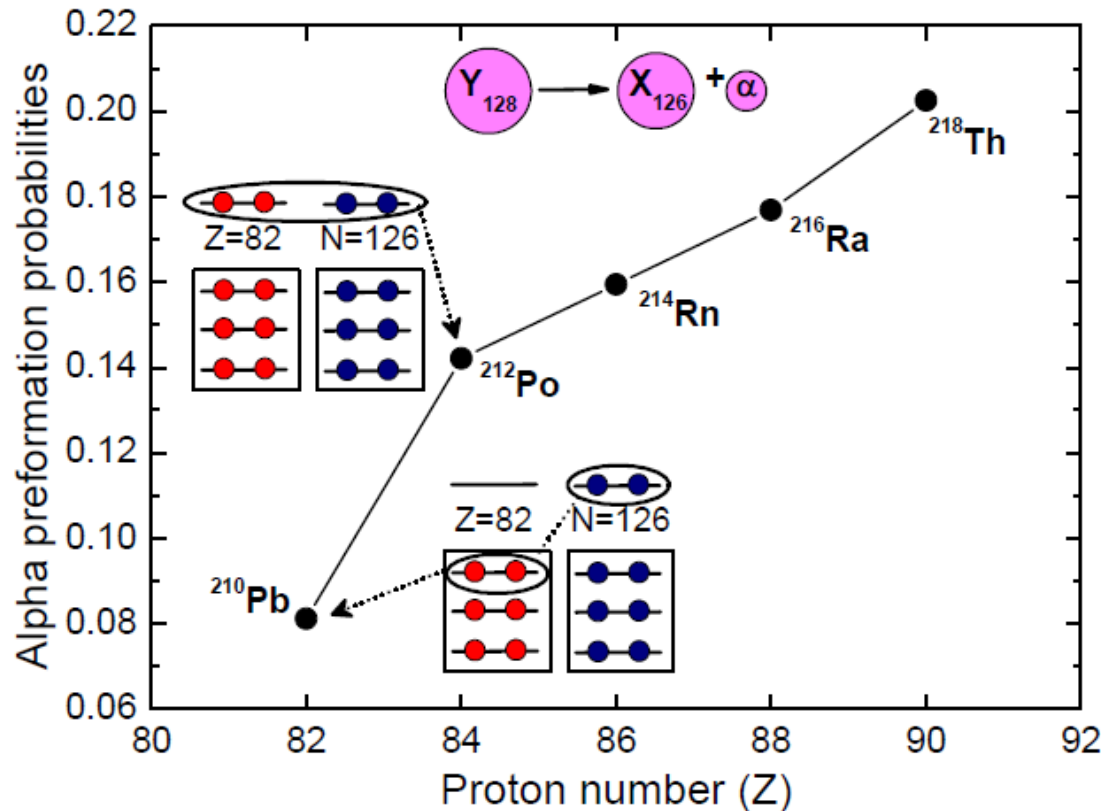 Alpha preformation probabilities
0.22
0.20
0.18
0.16
0.14
0.12
0.10
0.08
0.06
Y₁₂₈ X₁₂₆ + α
²¹⁸Th
²¹⁶Ra
²¹⁴Rn
²¹²Po
²¹⁰Pb
Z=82 N=126
Z=82 N=126
80 82 84 86 88 90 92
Proton number (Z)